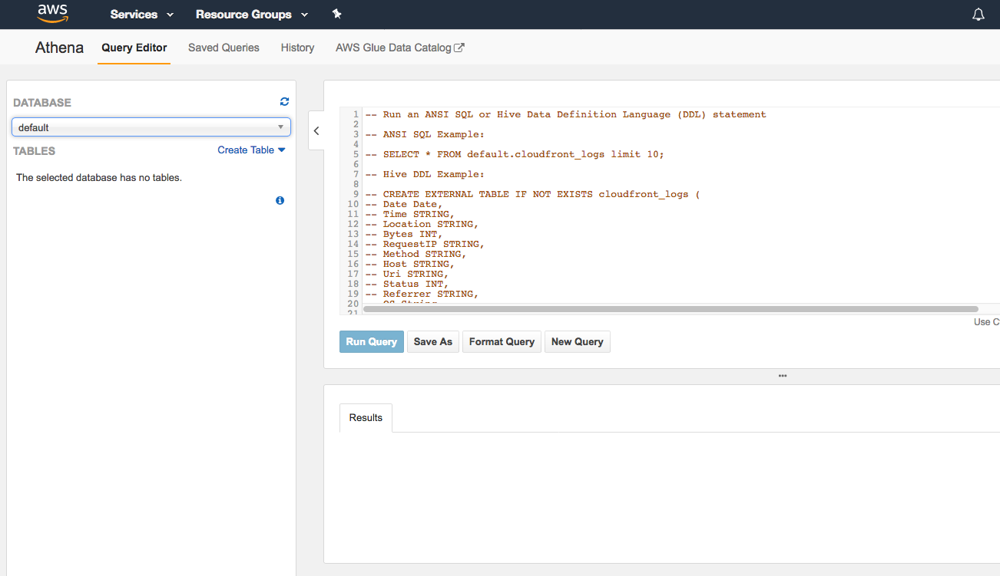 aws
Services
Resource Groups
Athena
Query Editor
Saved Queries
History
AWS Glue Data Catalog
DATABASE
default
TABLES
Create Table
The selected database has no tables.
1 -- Run an ANSI SQL or Hive Data Definition Language (DDL) statement
2
3 -- ANSI SQL Example:
4
5 -- SELECT * FROM default.cloudfront_logs limit 10;
6
7 -- Hive DDL Example:
8
9 -- CREATE EXTERNAL TABLE IF NOT EXISTS cloudfront_logs (
10 -- Date Date,
11 -- Time STRING,
12 -- Location STRING,
13 -- Bytes INT,
14 -- RequestIP STRING,
15 -- Method STRING,
16 -- Host STRING,
17 -- Uri STRING,
18 -- Status INT,
19 -- Referrer STRING,
20
21
Use C
Run Query
Save As
Format Query
New Query
Results